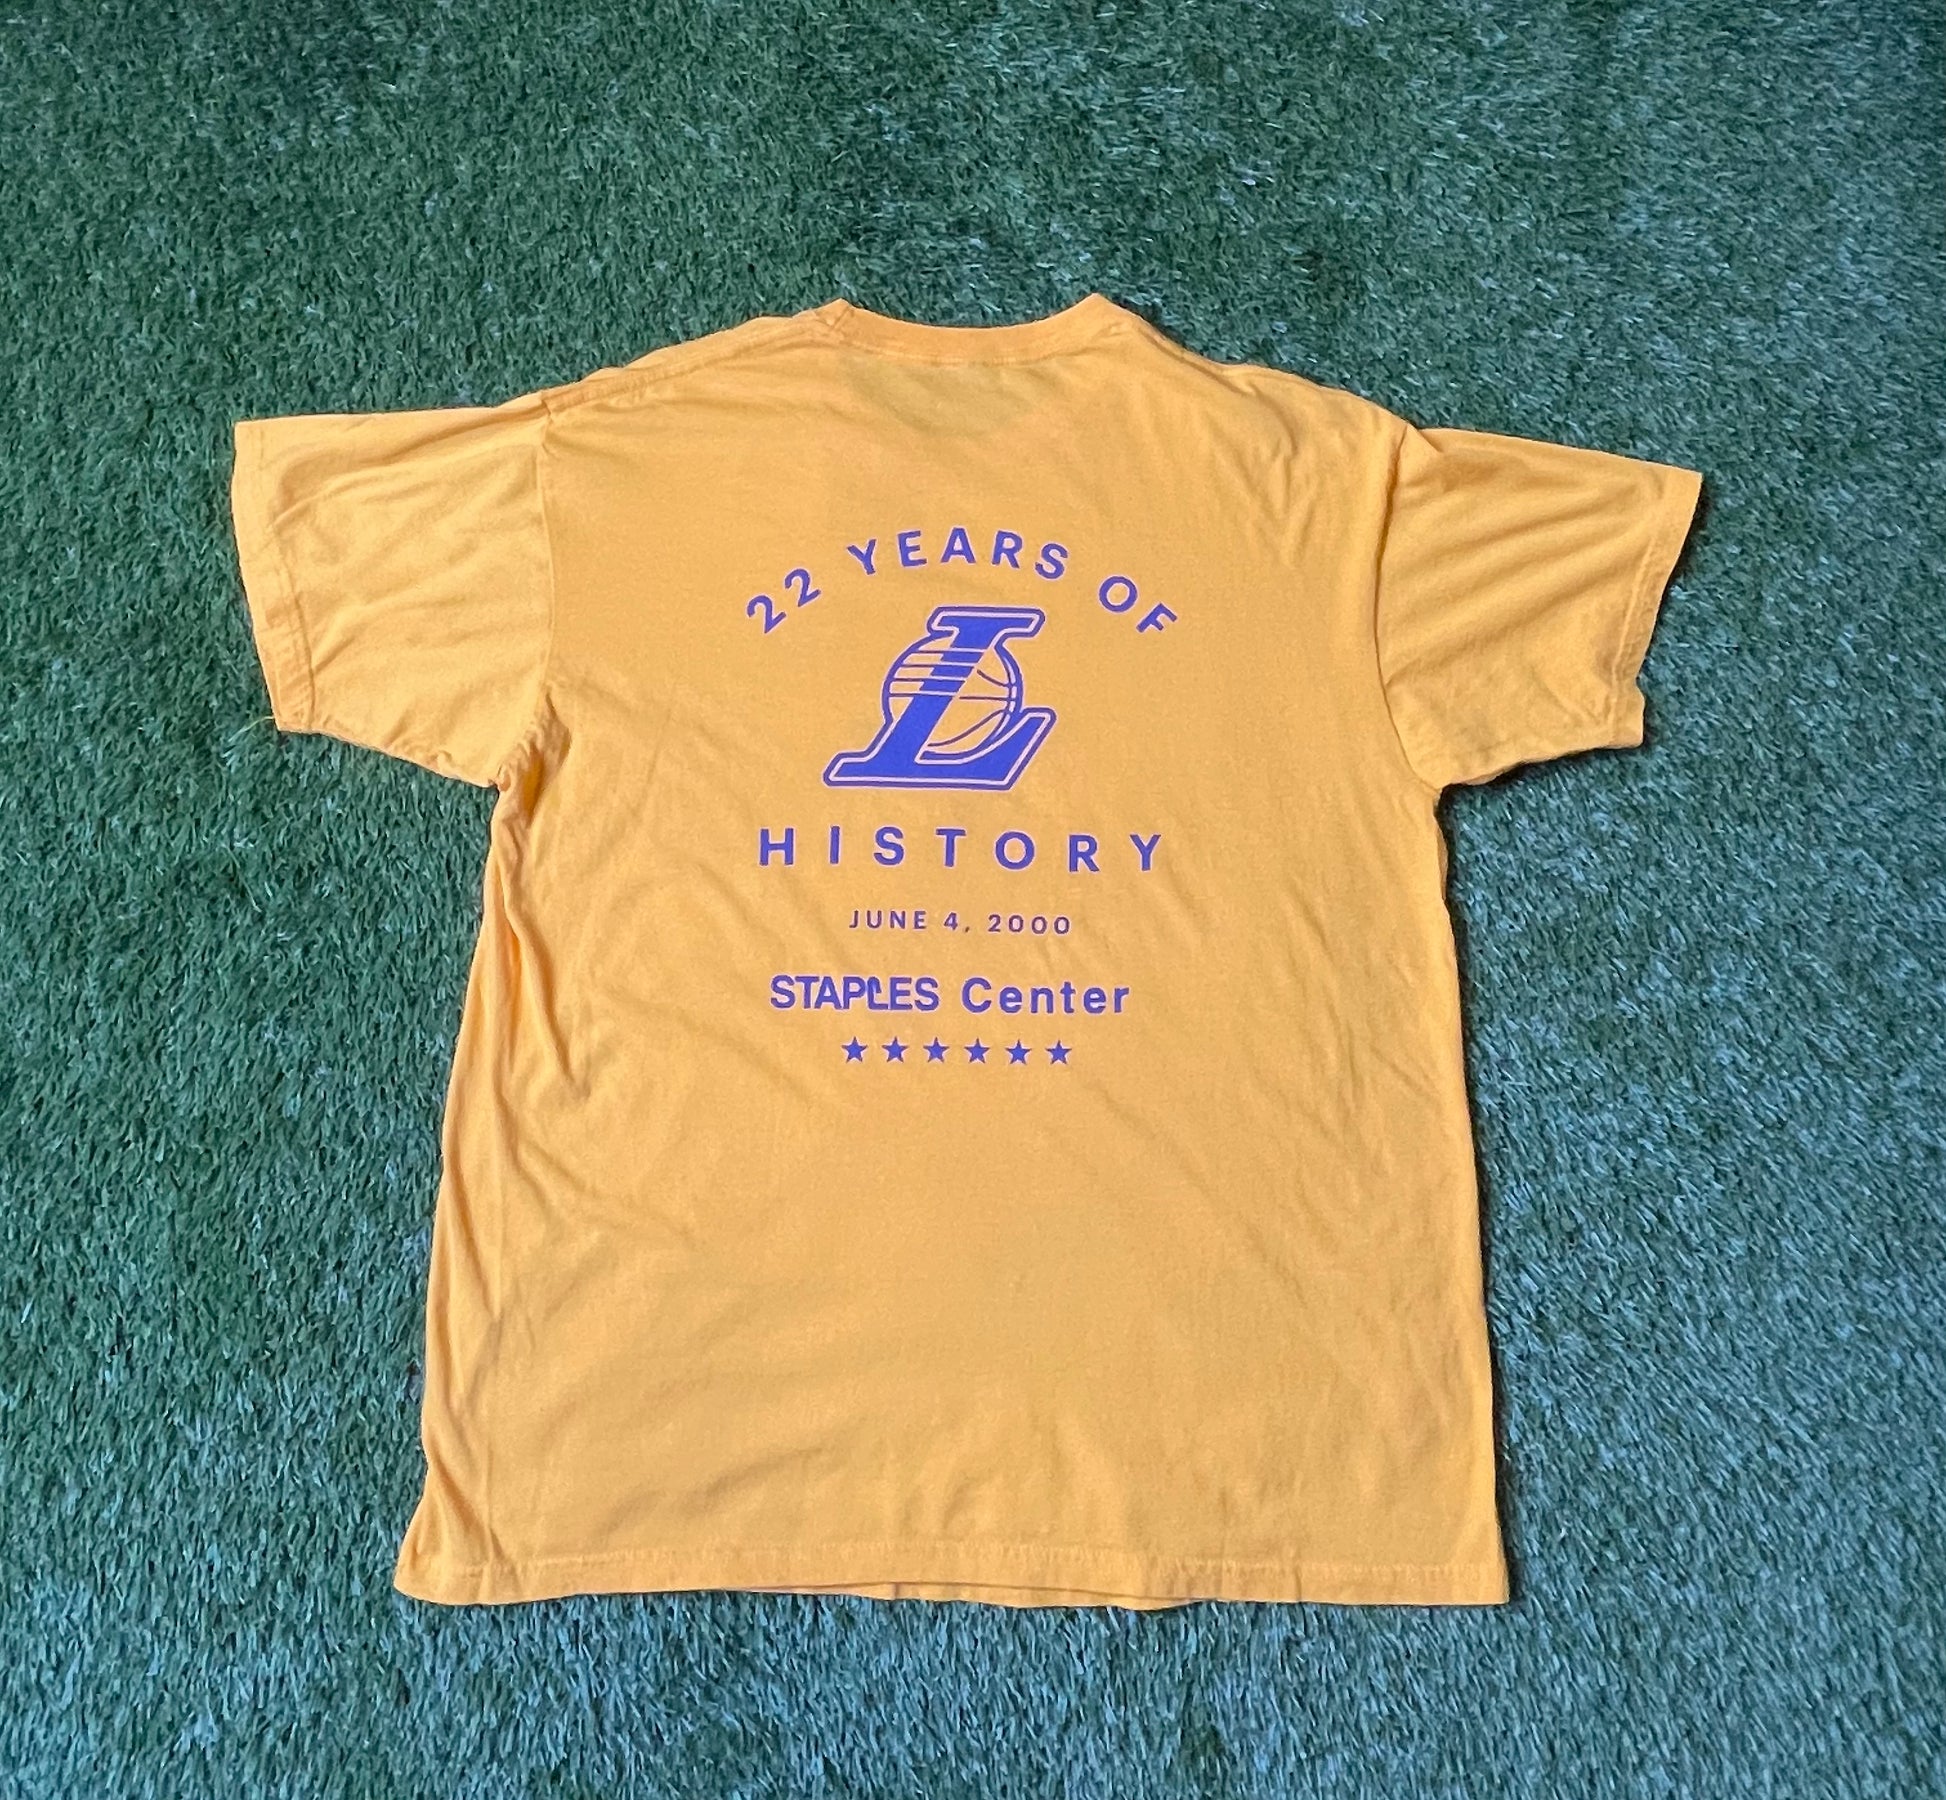 22 YEARS OF
L
HISTORY
JUNE 4, 2000
STAPLES Center